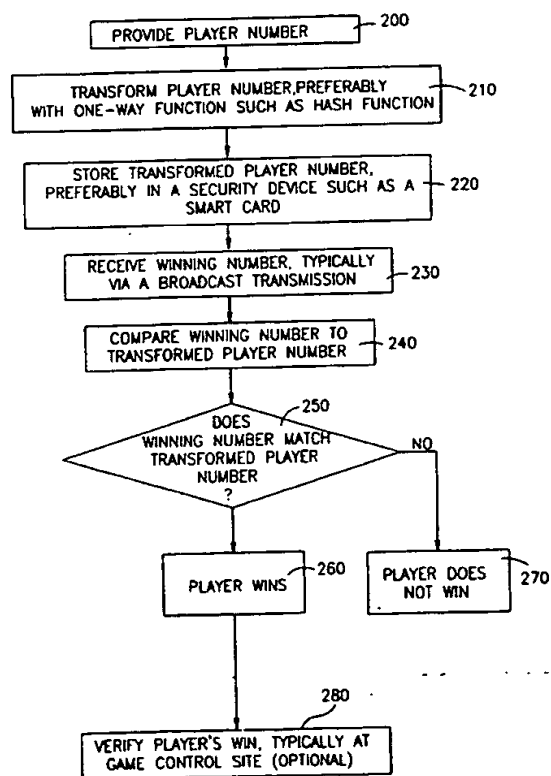 PROVIDE PLAYER NUMBER
200
TRANSFORM PLAYER NUMBER,PREFERABLY
WITH ONE-WAY FUNCTION SUCH AS HASH FUNCTION
210
STORE TRANSFORMED PLAYER NUMBER,
PREFERABLY IN A SECURITY DEVICE SUCH AS A
SMART CARD
220
RECEIVE WINNING NUMBER, TYPICALLY
VIA A BROADCAST TRANSMISSION
230
COMPARE WINNING NUMBER TO
TRANSFORMED PLAYER NUMBER
240
250
DOES
WINNING NUMBER MATCH
TRANSFORMED PLAYER
NUMBER
?
NO
PLAYER WINS
260
PLAYER DOES
NOT WIN
270
280
VERIFY PLAYER'S WIN, TYPICALLY AT
GAME CONTROL SITE (OPTIONAL)